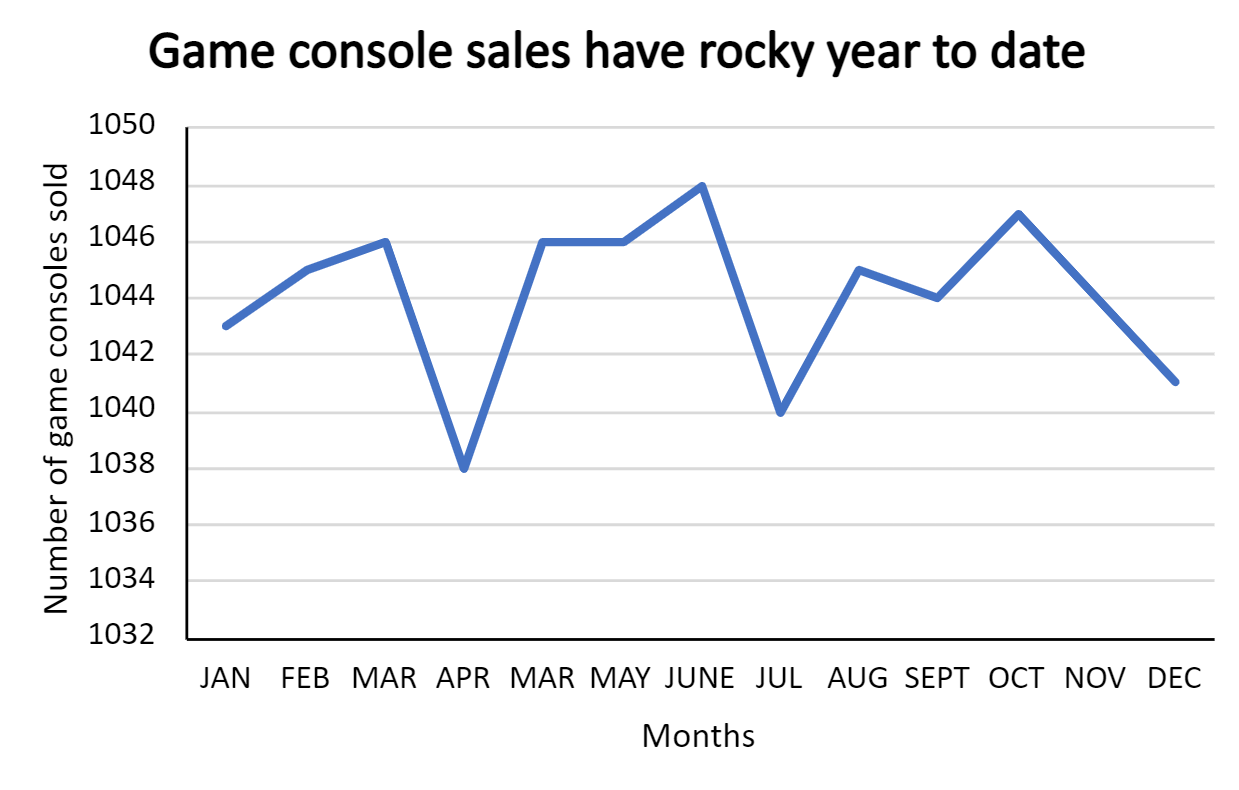 Game console sales have rocky year to date
1050
1048
1046
1044
1042
1040
1038
1036
1034
1032
Number of game consoles sold
JAN FEB MAR APR MAR MAY JUNE JUL AUG SEPT OCT NOV DEC
Months